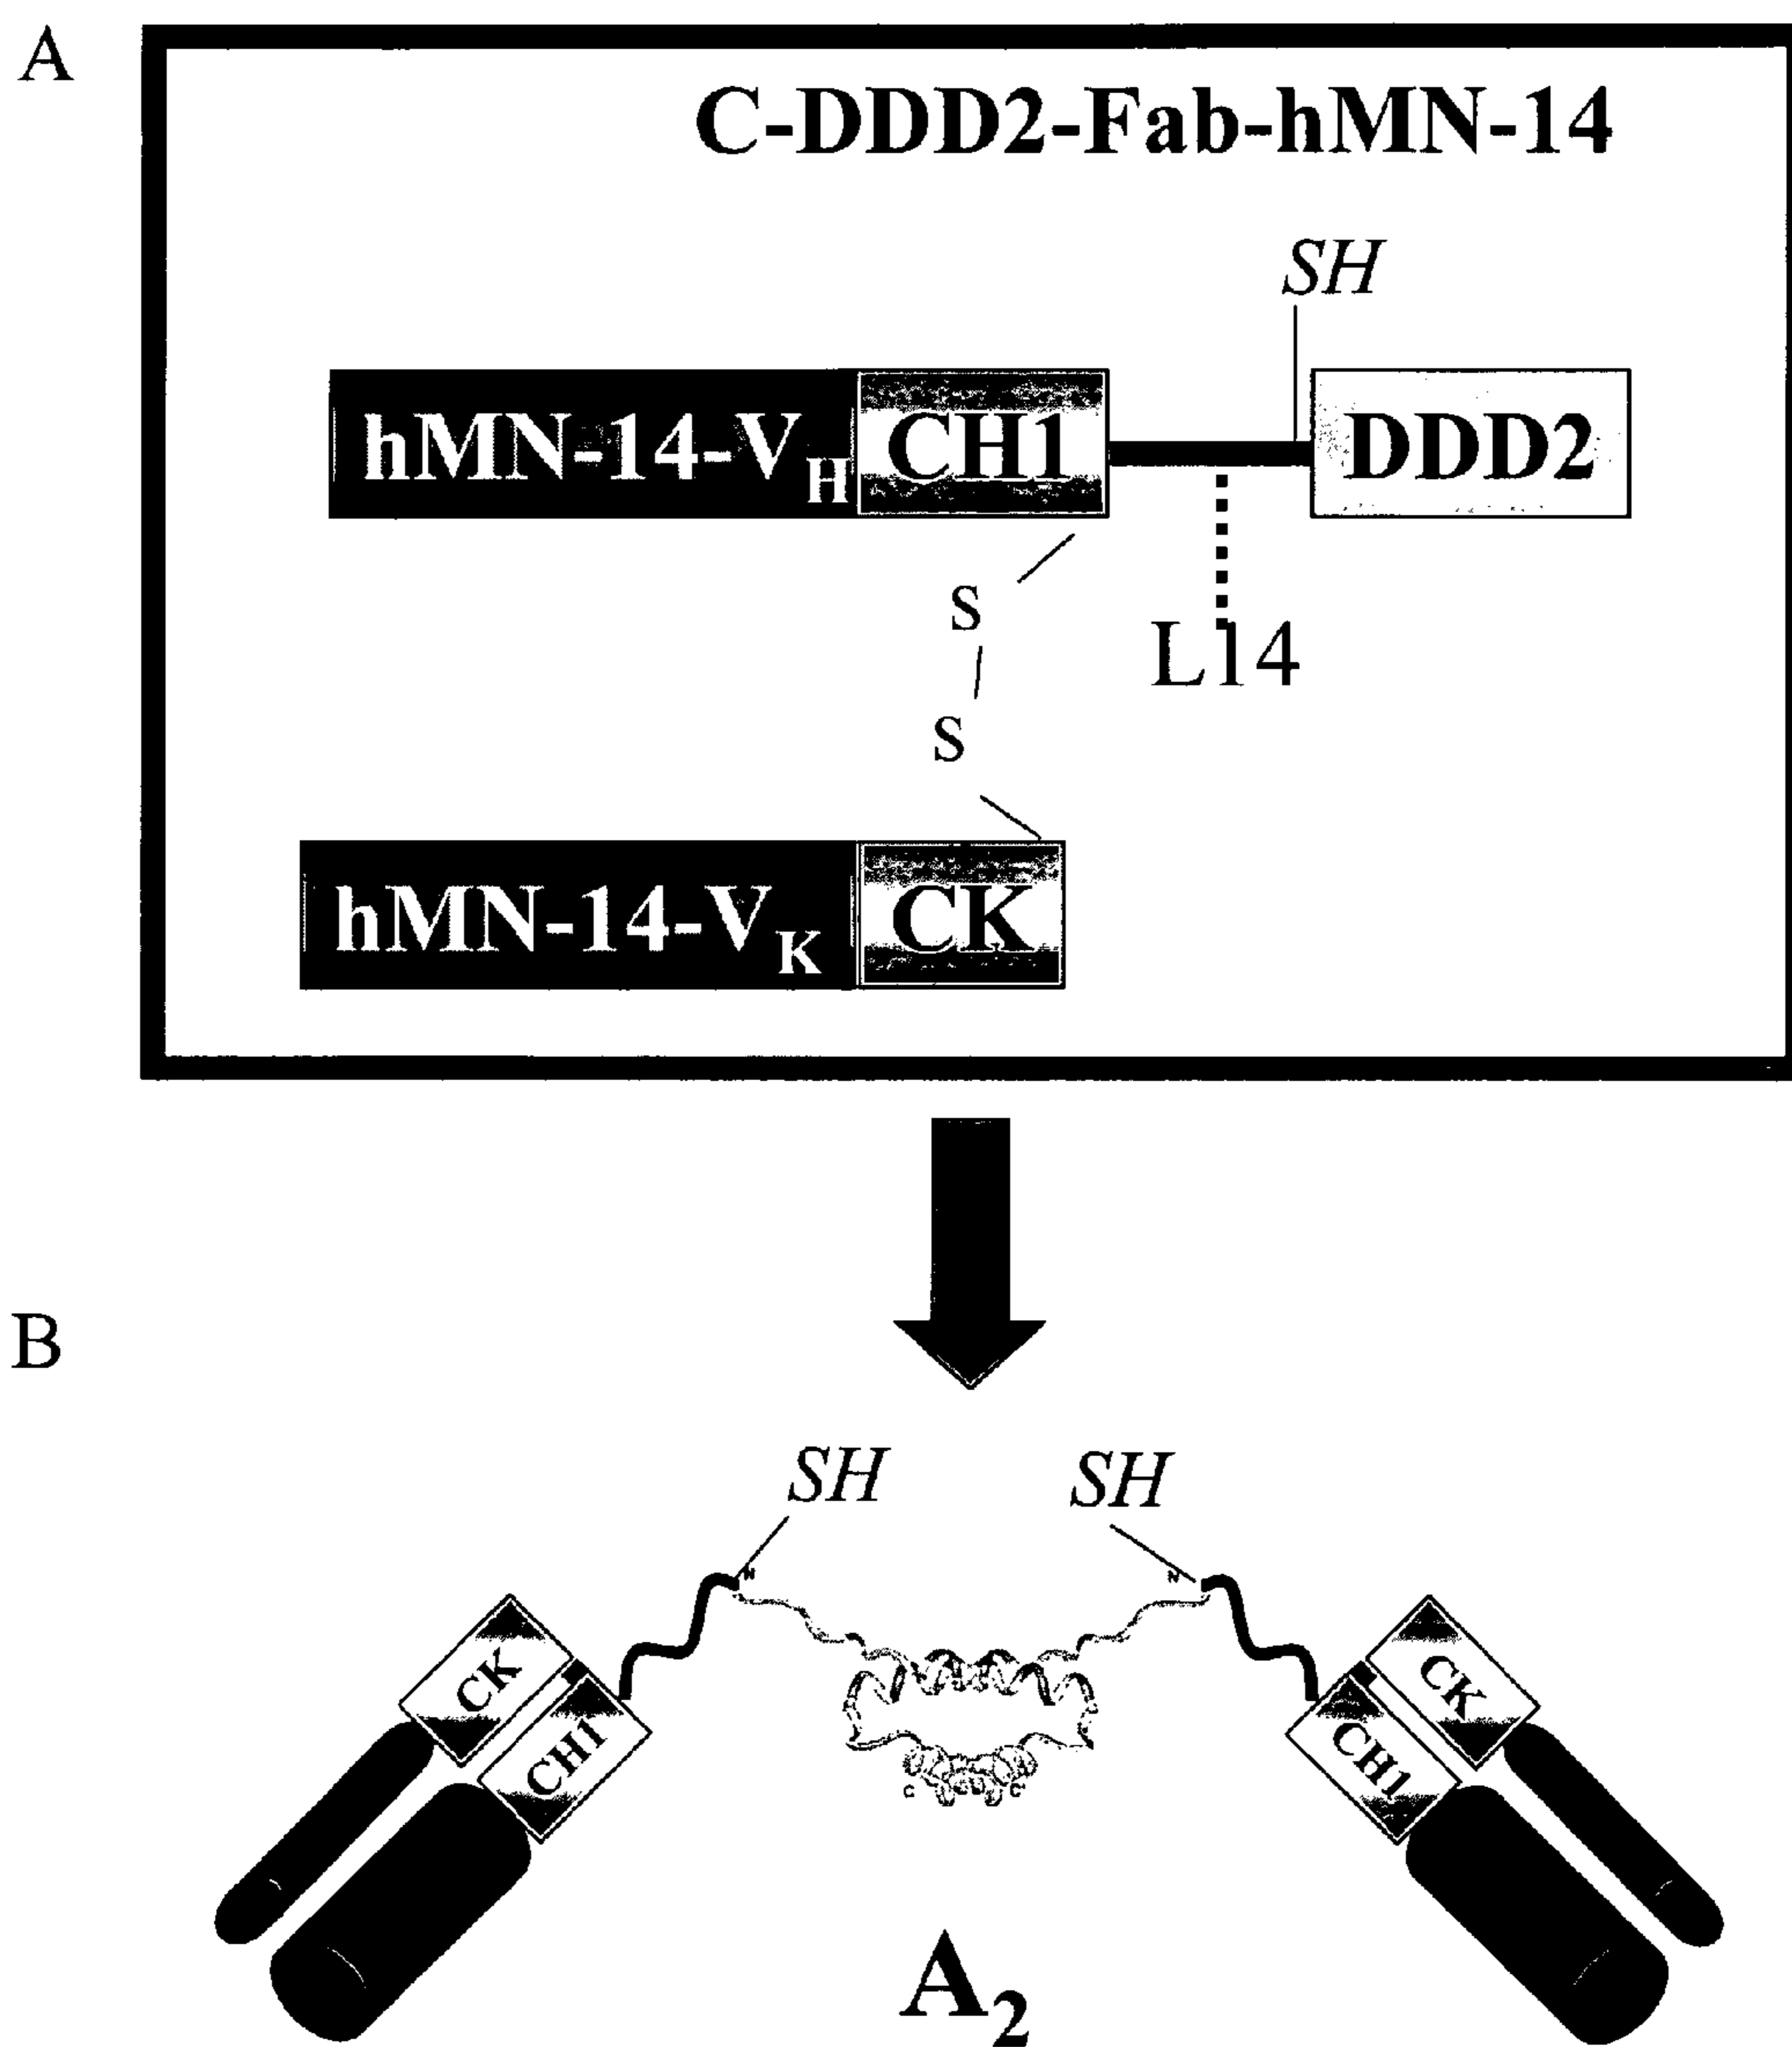 A
C-DDD2-Fab-hMN-14
SH
hMN-14-VH CH1 DDD2
S
L14
S
hMN-14-VK CK
B
SH SH
N N'
CK CK
CH1 CH1
C C'
A2